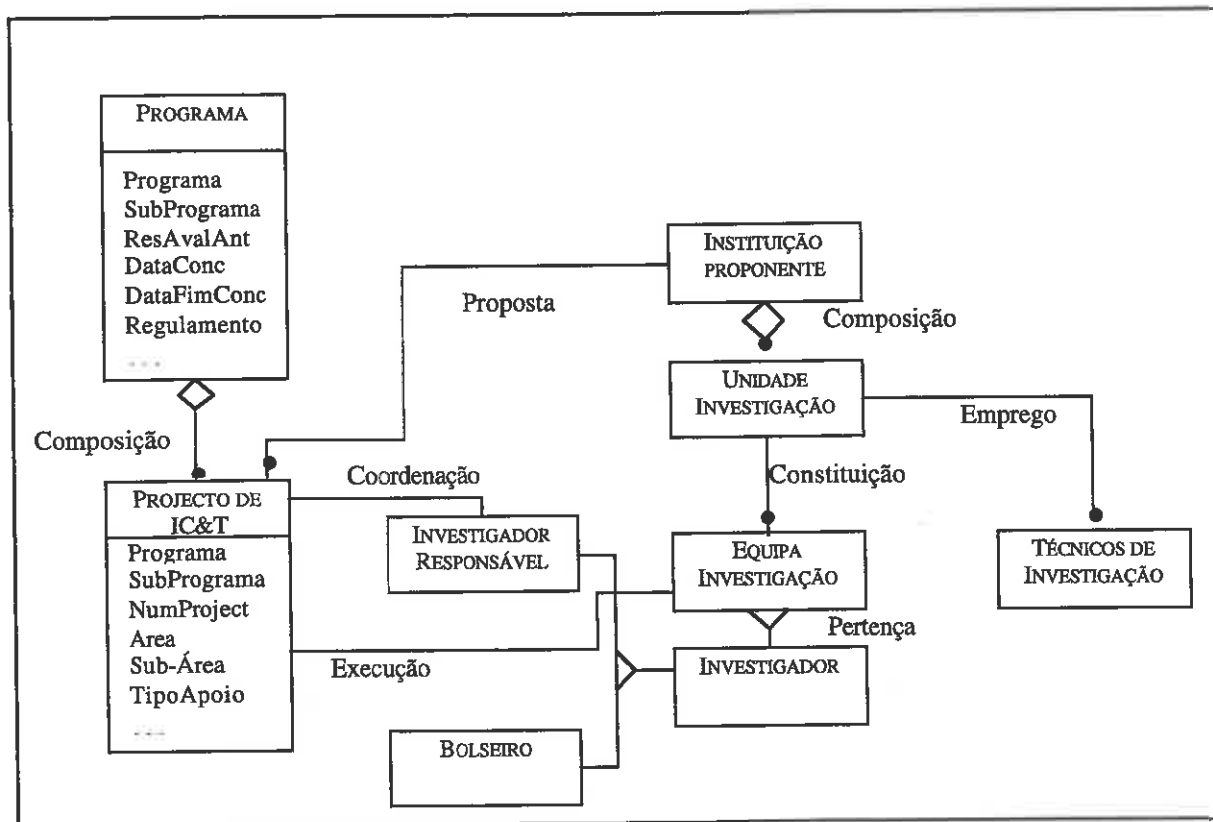 PROGRAMA
Programa
SubPrograma
ResAvalAnt
DataConc
DataFimConc
Regulamento
...
INSTITUIÇÃO
PROPONENTE
Proposta
Composição
UNIDADE
INVESTIGAÇÃO
Emprego
Composição
Coordenação
Constituição
PROJECTO DE
IC&T
Programa
SubPrograma
NumProject
Area
Sub-Área
TipoApoio
...
INVESTIGADOR
RESPONSÁVEL
EQUIPA
INVESTIGAÇÃO
TÉCNICOS DE
INVESTIGAÇÃO
Pertença
Execução
INVESTIGADOR
BOLSEIRO